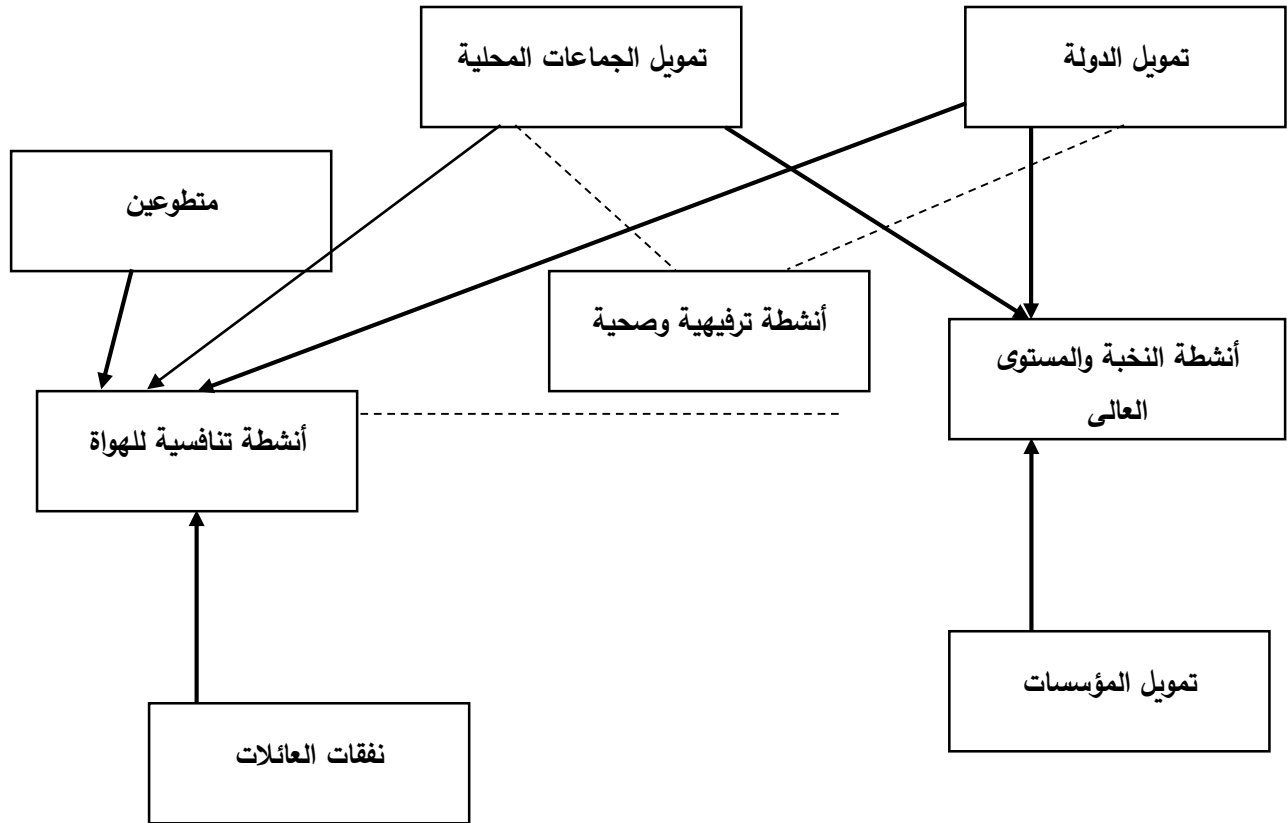 تمويل الدولة
تمويل الجماعات المحلية
متطوعين
أنشطة ترفيهية وصحية
أنشطة النخبة والمستوى
العالى
أنشطة تنافسية للهواة
تمويل المؤسسات
نفقات العائلات